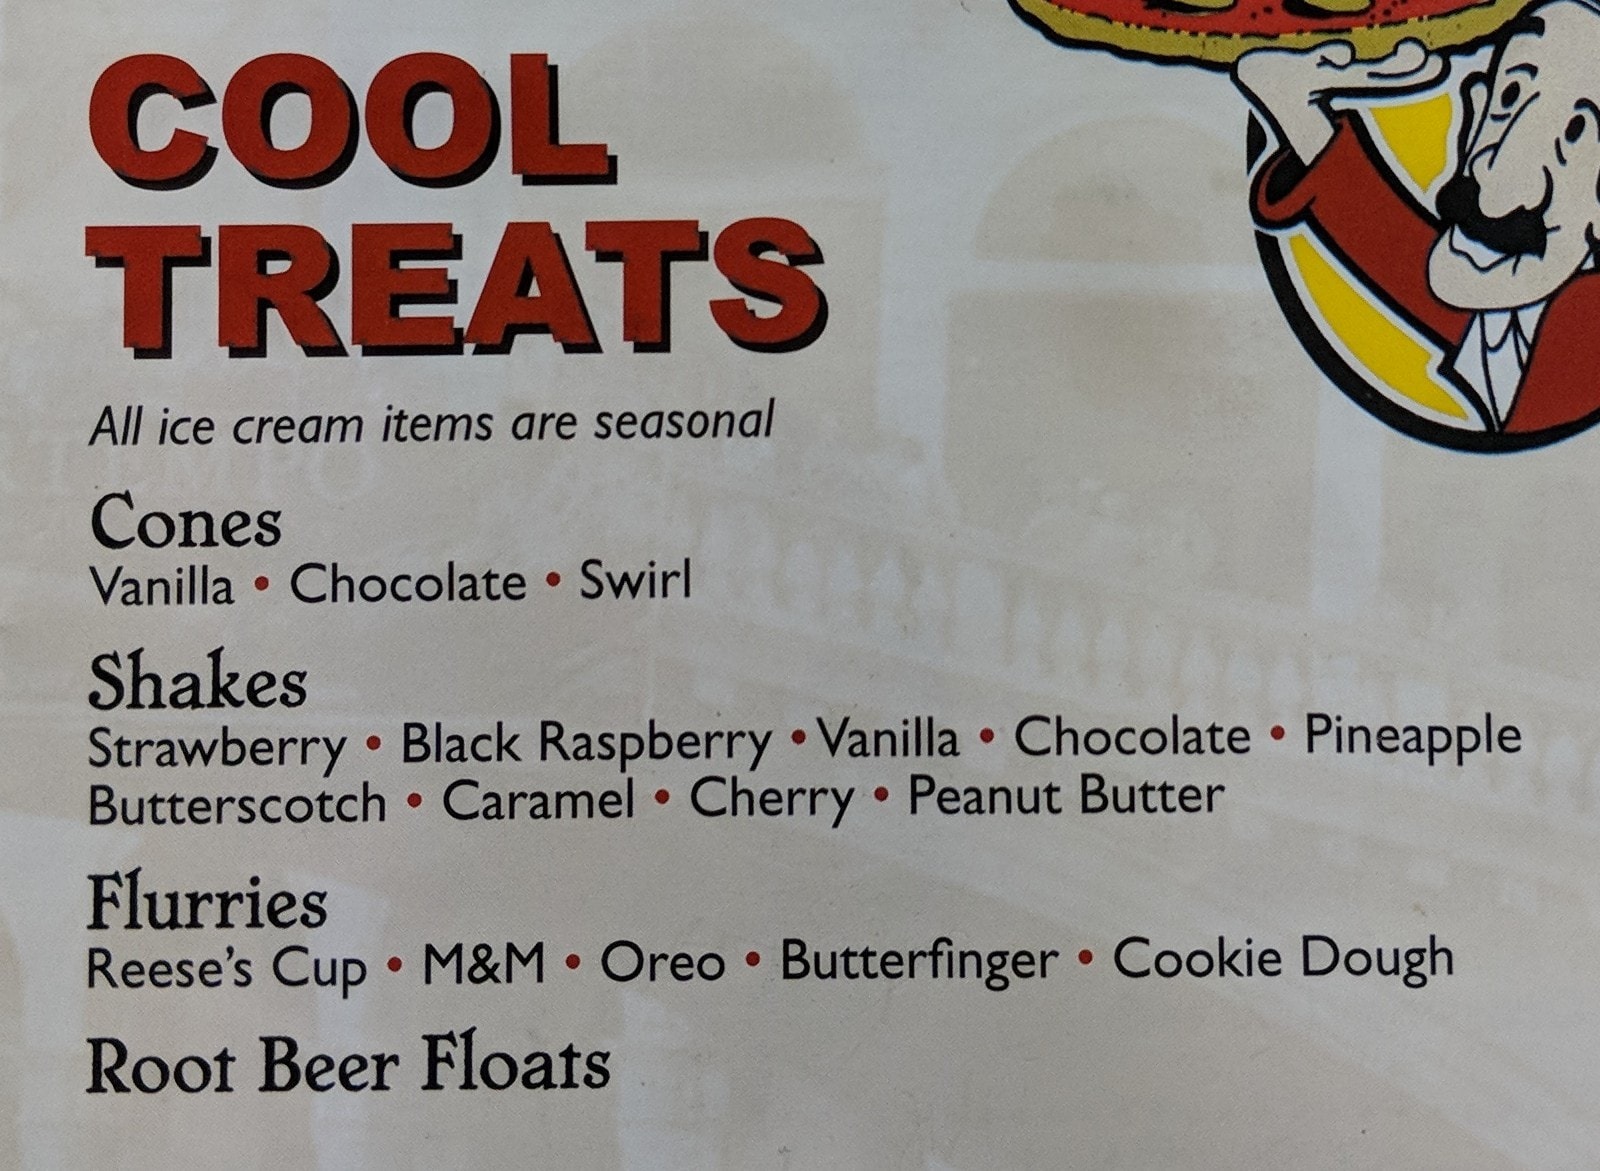 COOL
TREATS
All ice cream items are seasonal
Cones
Vanilla • Chocolate • Swirl
Shakes
Strawberry • Black Raspberry • Vanilla • Chocolate • Pineapple
Butterscotch • Caramel • Cherry • Peanut Butter
Flurries
Reese's Cup • M&M • Oreo • Butterfinger • Cookie Dough
Root Beer Floats